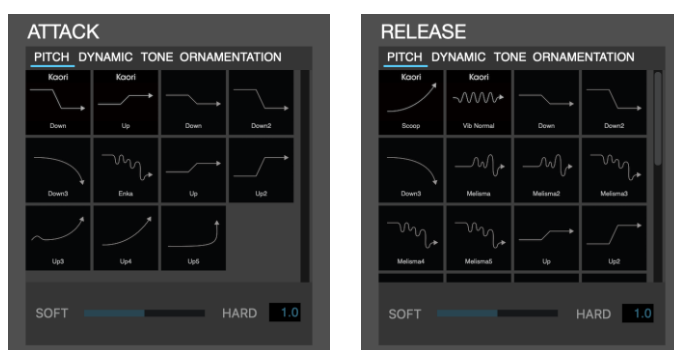 ATTACK
PITCH DYNAMIC TONE ORNAMENTATION
Kaori Kaori
Down Up Down Down2
Down3 Enka Up Up2
Up3 Up4 Up5
SOFT HARD 1.0
RELEASE
PITCH DYNAMIC TONE ORNAMENTATION
Kaori Kaori
Scoop Vib Normal Down Down2
Down3 Melisma Melisma2 Melisma3
Melisma4 Melisma5 Up Up2
SOFT HARD 1.0